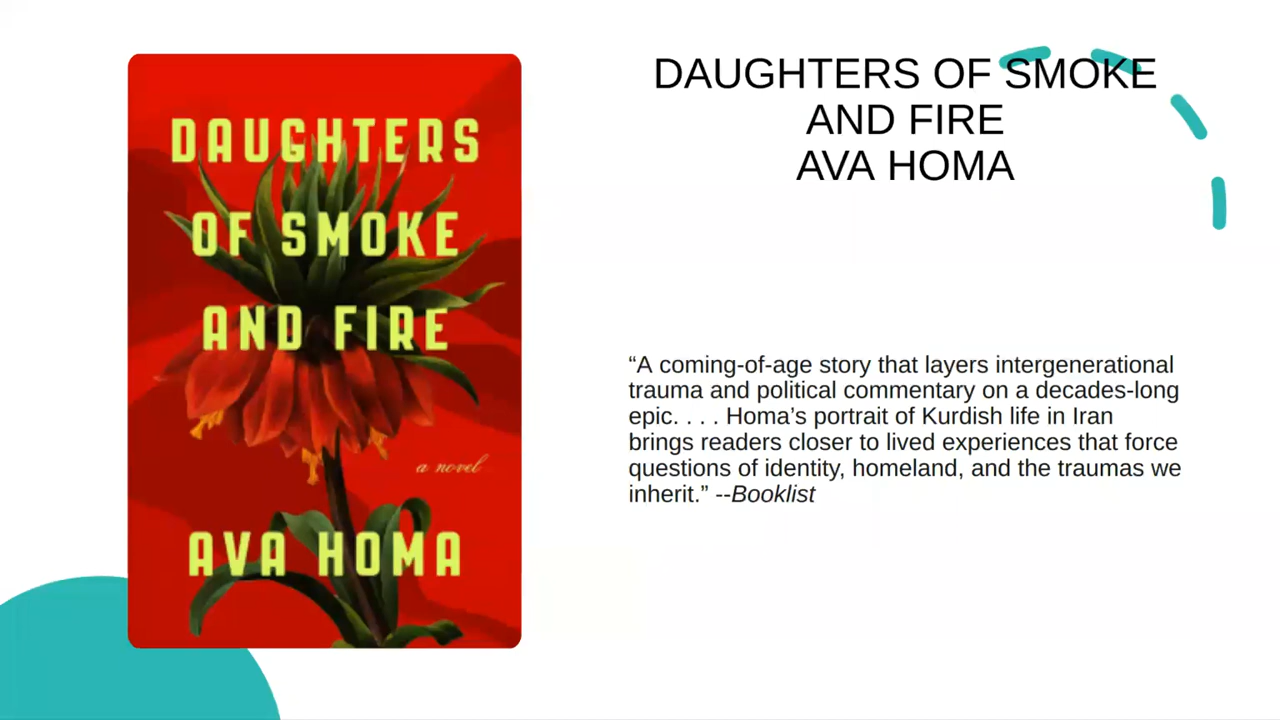 DAUGHTERS
OF SMOKE
AND FIRE
a novel
AVA HOMA
DAUGHTERS OF SMOKE
AND FIRE
AVA HOMA
“A coming-of-age story that layers intergenerational
trauma and political commentary on a decades-long
epic. . . . Homa’s portrait of Kurdish life in Iran
brings readers closer to lived experiences that force
questions of identity, homeland, and the traumas we
inherit.” --Booklist